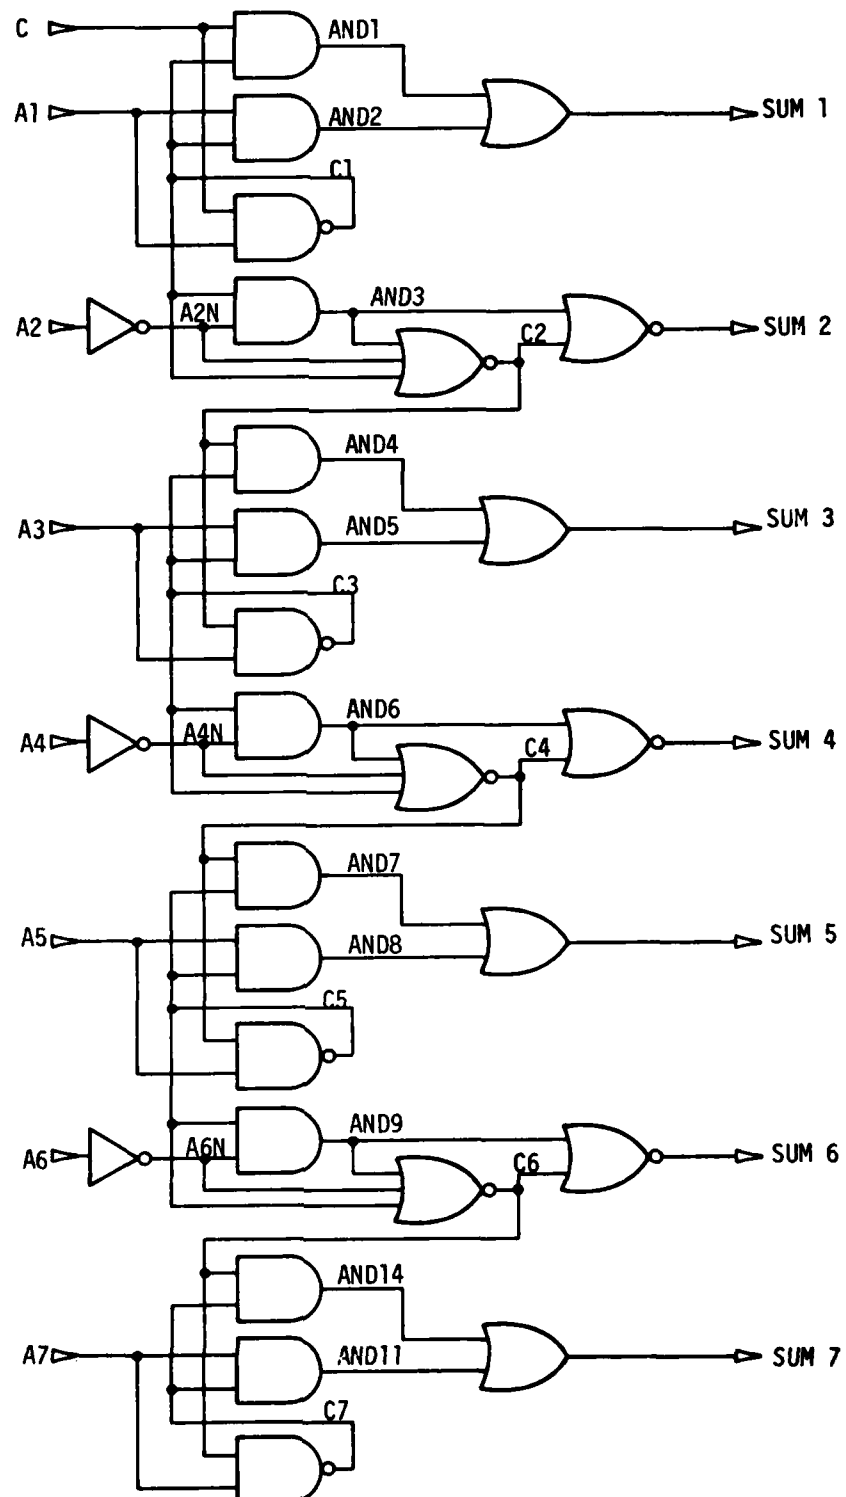 C
AND1
A1
SUM 1
AND2
C1
A2
A2N
AND3
C2
SUM 2
AND4
A3
SUM 3
AND5
C3
A4
A4N
AND6
C4
SUM 4
AND7
A5
SUM 5
AND8
C5
A6
A6N
AND9
C6
SUM 6
AND14
A7
SUM 7
AND11
C7